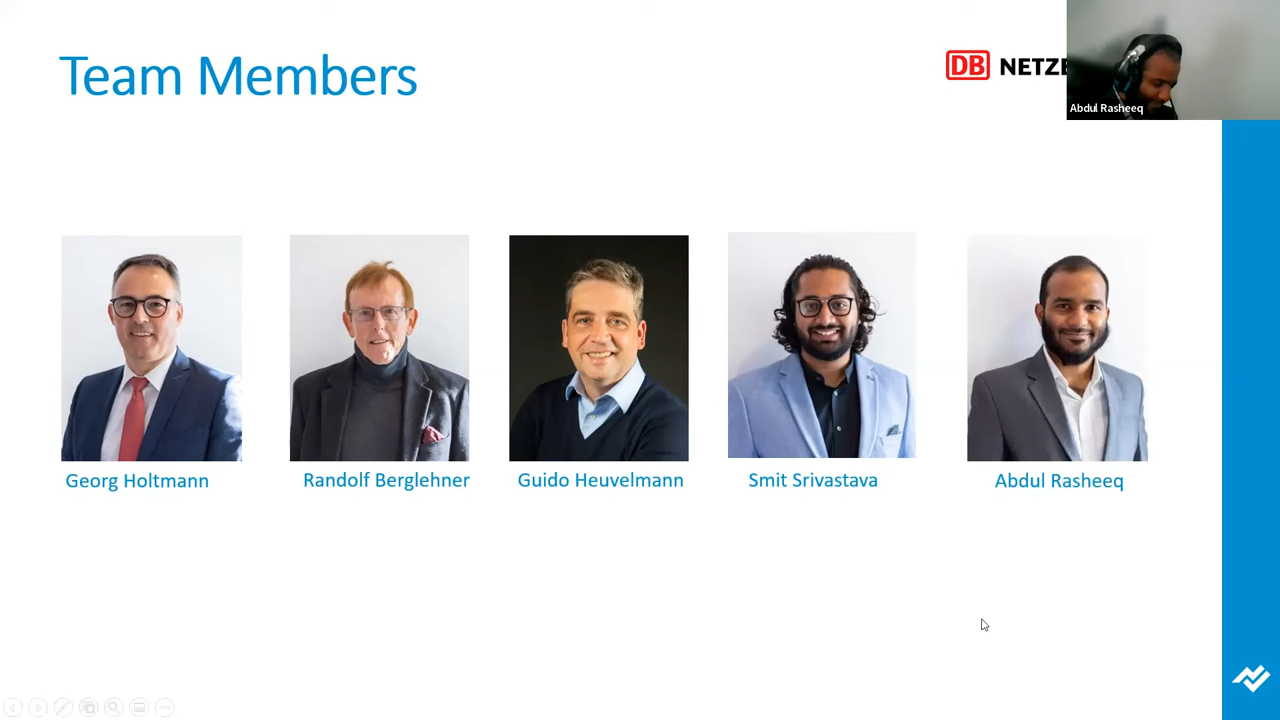 Team Members
DB NETZE
Abdul Rasheeq
Georg Holtmann
Randolf Berglehner
Guido Heuvelmann
Smit Srivastava
Abdul Rasheeq